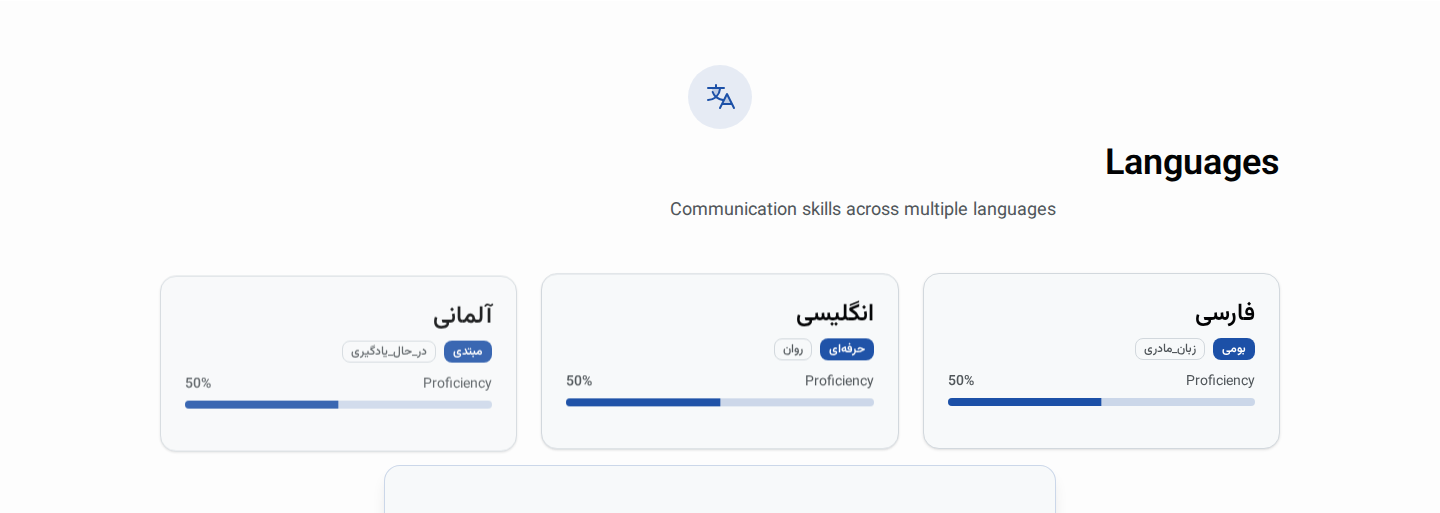 Languages
Communication skills across multiple languages
فارسی
بومی زبان_مادری
Proficiency 50%
انگلیسی
حرفه‌ای روان
Proficiency 50%
آلمانی
مبتدی در_حال_یادگیری
Proficiency 50%